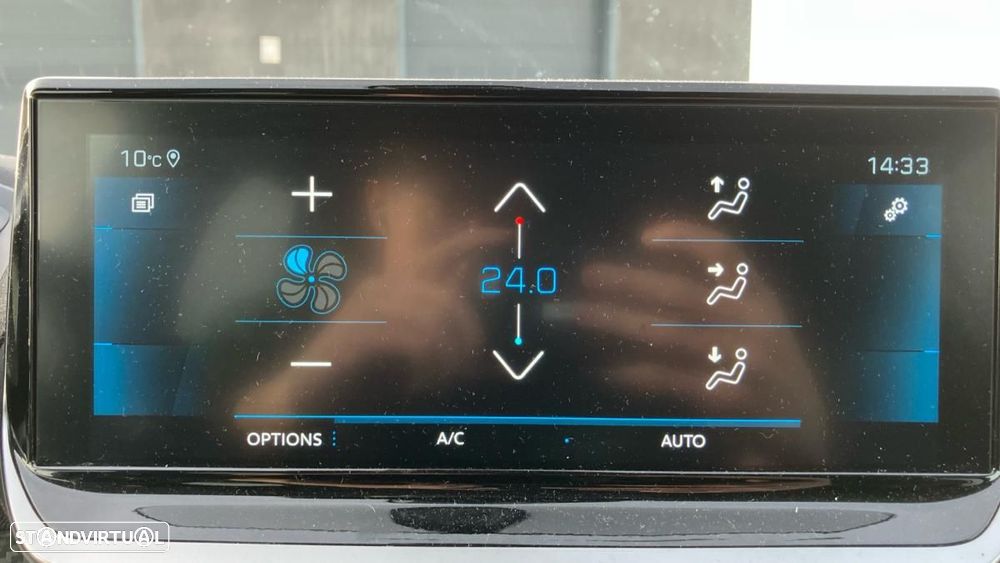 10°C
14:33
24.0
OPTIONS A/C AUTO
STANDVIRTUAL